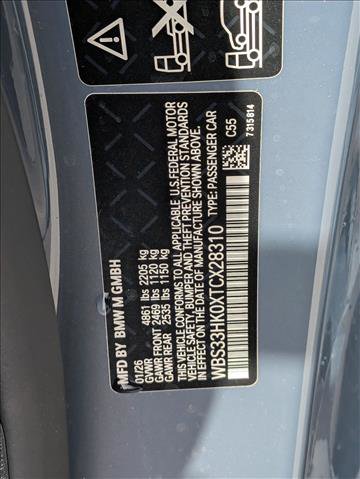 MFD BY BMW M GMBH
01/26
GVWR 4861 lbs 2205 kg
GAWR FRONT 2469 lbs 1120 kg
GAWR REAR 2535 lbs 1150 kg
THIS VEHICLE CONFORMS TO ALL APPLICABLE U.S.FEDERAL MOTOR
VEHICLE SAFETY, BUMPER AND THEFT PREVENTION STANDARDS
IN EFFECT ON THE DATE OF MANUFACTURE SHOWN ABOVE.
WBS33HK0XTCX28310 TYPE: PASSENGER CAR
C55
7315814